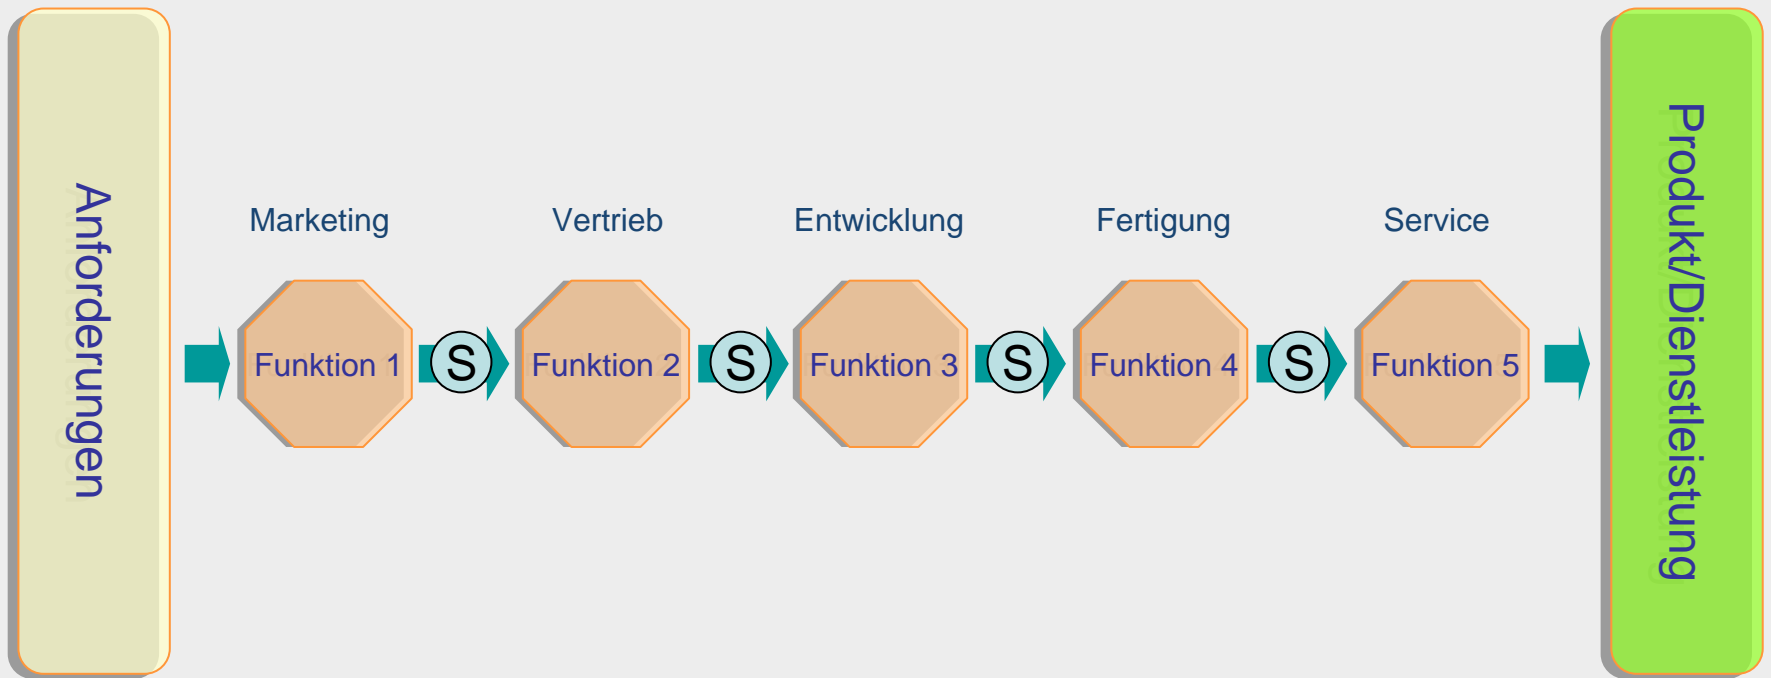 Anforderungen
Marketing
Vertrieb
Entwicklung
Fertigung
Service
Funktion 1
S
Funktion 2
S
Funktion 3
S
Funktion 4
S
Funktion 5
Produkt/Dienstleistung